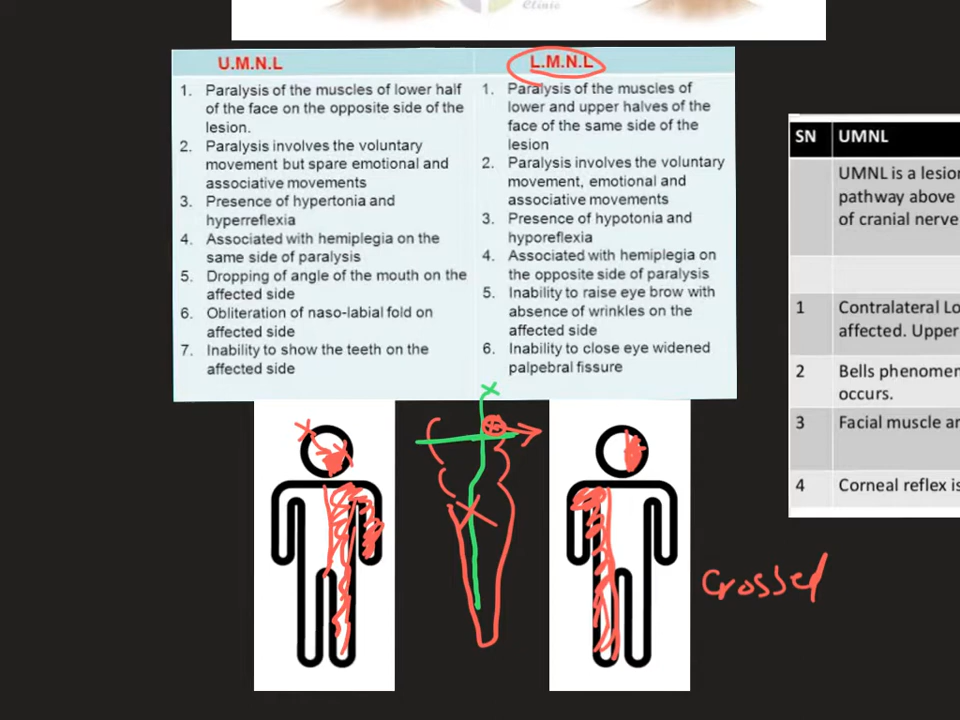 Clinic
U.M.N.L
1. Paralysis of the muscles of lower half
of the face on the opposite side of the
lesion.
2. Paralysis involves the voluntary
movement but spare emotional and
associative movements
3. Presence of hypertonia and
hyperreflexia
4. Associated with hemiplegia on the
same side of paralysis
5. Dropping of angle of the mouth on the
affected side
6. Obliteration of naso-labial fold on
affected side
7. Inability to show the teeth on the
affected side
L.M.N.L
1. Paralysis of the muscles of
lower and upper halves of the
face of the same side of the
lesion
2. Paralysis involves the voluntary
movement, emotional and
associative movements
3. Presence of hypotonia and
hyporeflexia
4. Associated with hemiplegia on
the opposite side of paralysis
5. Inability to raise eye brow with
absence of wrinkles on the
affected side
6. Inability to close eye widened
palpebral fissure
SN UMNL
UMNL is a lesion
pathway above
of cranial nerve
1 Contralateral Lo
affected. Upper
2 Bells phenomen
occurs.
3 Facial muscle ar
4 Corneal reflex is
crossed